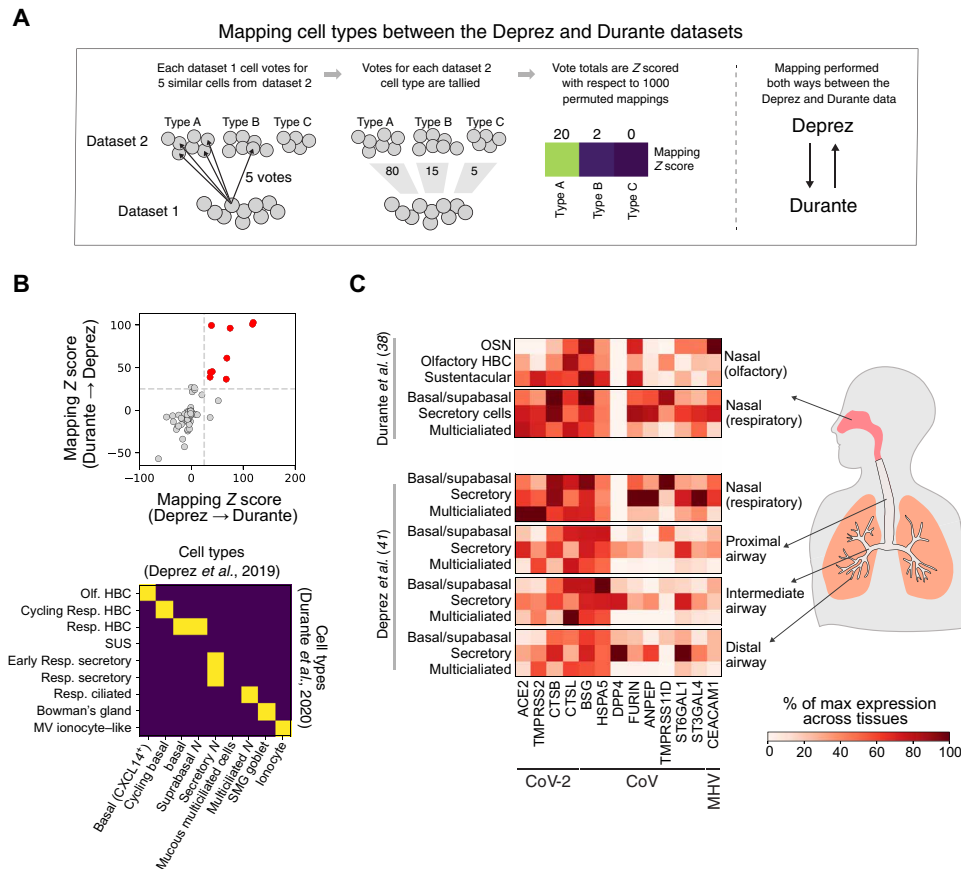 A
Mapping cell types between the Deprez and Durante datasets
Each dataset 1 cell votes for
5 similar cells from dataset 2
Votes for each dataset 2
cell type are tallied
Vote totals are Z scored
with respect to 1000
permuted mappings
Mapping performed
both ways between the
Deprez and Durante data
Dataset 2
Type A
Type B
Type C
5 votes
Dataset 1
Type A
Type B
Type C
80
15
5
20
2
0
Mapping
Z score
Type A
Type B
Type C
Deprez
Durante
B
Mapping Z score
(Durante → Deprez)
100
50
0
−50
−100
0
100
200
Mapping Z score
(Deprez → Durante)
Cell types
(Deprez et al., 2019)
Olf. HBC
Cycling Resp. HBC
Resp. HBC
SUS
Early Resp. secretory
Resp. secretory
Resp. ciliated
Bowman's gland
MV ionocyte–like
Cell types
(Durante et al., 2020)
Basal (CXCL14+)
Cycling basal
basal
Suprabasal N
Secretory N
Mucous multiciliated cells
Multiciliated N
SMG goblet
Ionocyte
C
Durante et al. (38)
OSN
Olfactory HBC
Sustentacular
Nasal
(olfactory)
Basal/supabasal
Secretory cells
Multicialiated
Nasal
(respiratory)
Deprez et al. (41)
Basal/supabasal
Secretory
Multicialiated
Nasal
(respiratory)
Basal/supabasal
Secretory
Multicialiated
Proximal
airway
Basal/supabasal
Secretory
Multicialiated
Intermediate
airway
Basal/supabasal
Secretory
Multicialiated
Distal
airway
ACE2
TMPRSS2
CTSB
CTSL
BSG
HSPA5
DPP4
FURIN
ANPEP
TMPRSS11D
ST6GAL1
ST3GAL4
CEACAM1
CoV-2
CoV
MHV
% of max expression
across tissues
0
20
40
60
80
100